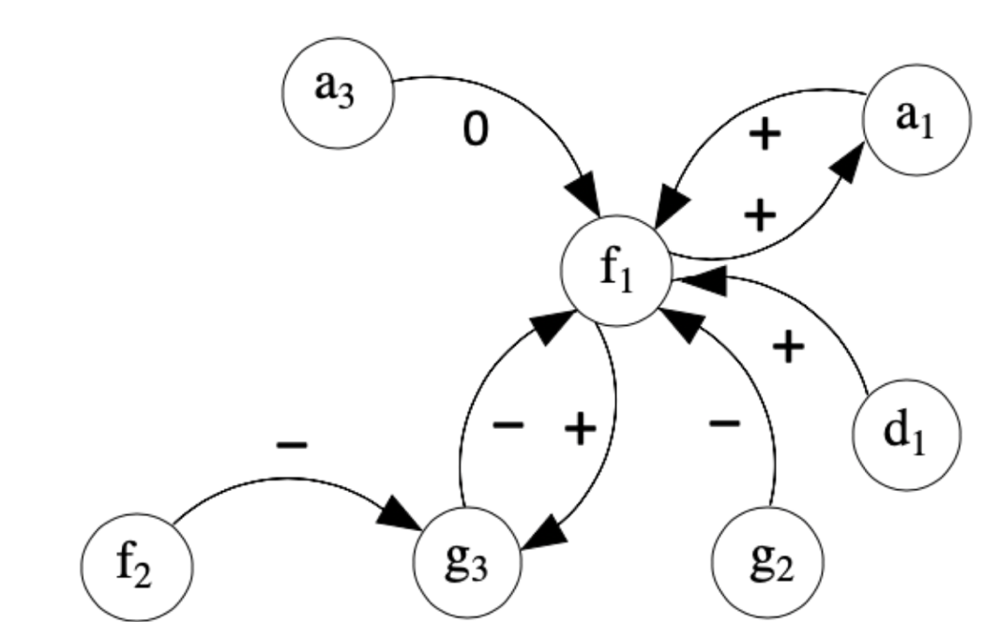 a₃
0
+
a₁
+
f₁
+
− + −
d₁
−
f₂
g₃
g₂